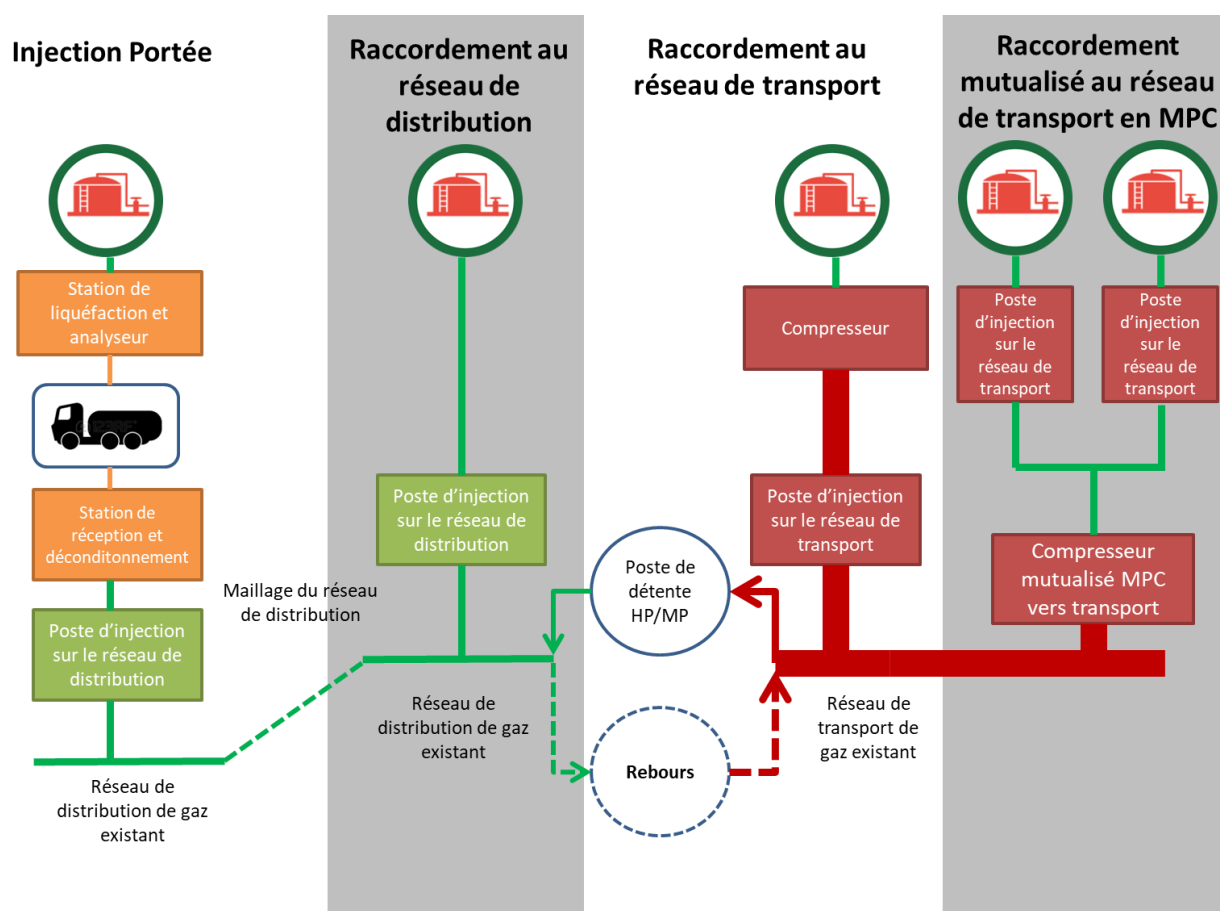 Injection Portée
Raccordement au
réseau de
distribution
Raccordement au
réseau de transport
Raccordement
mutualisé au réseau
de transport en MPC
Station de
liquéfaction et
analyseur
Station de
réception et
déconditonnement
Poste d’injection
sur le réseau de
distribution
Réseau de
distribution de gaz
existant
Maillage du réseau
de distribution
Poste d’injection
sur le réseau de
distribution
Réseau de
distribution de gaz
existant
Poste de
détente
HP/MP
Rebours
Compresseur
Poste d’injection
sur le réseau de
transport
Réseau de
transport de
gaz existant
Poste
d’injection
sur le
réseau de
transport
Poste
d’injection
sur le
réseau de
transport
Compresseur
mutualisé MPC
vers transport